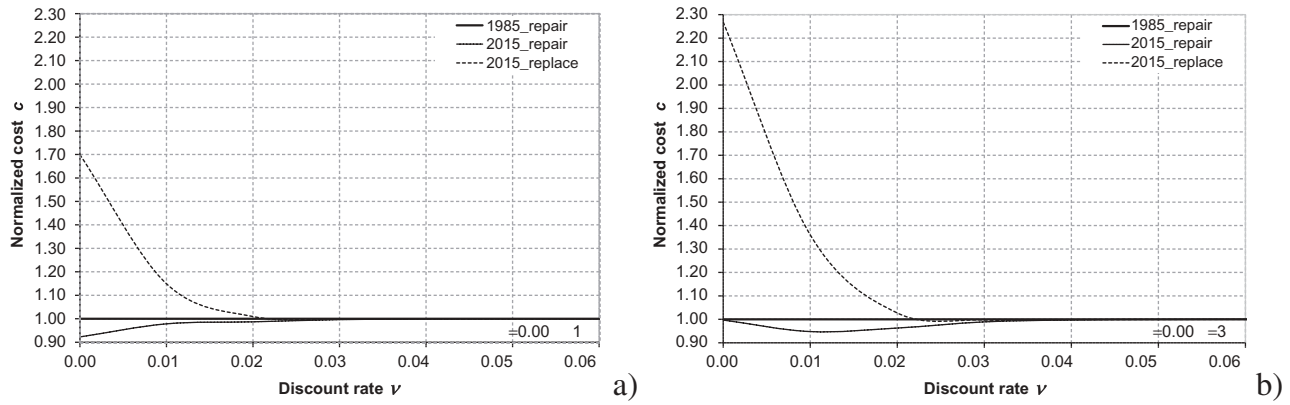 2.30
2.20
2.10
2.00
1.90
1.80
1.70
1.60
1.50
1.40
1.30
1.20
1.10
1.00
0.90
Normalized cost c
1985_repair
2015_repair
2015_replace
=0.00 1
0.00 0.01 0.02 0.03 0.04 0.05 0.06
Discount rate ν
a)
2.30
2.20
2.10
2.00
1.90
1.80
1.70
1.60
1.50
1.40
1.30
1.20
1.10
1.00
0.90
Normalized cost c
1985_repair
2015_repair
2015_replace
=0.00 =3
0.00 0.01 0.02 0.03 0.04 0.05 0.06
Discount rate ν
b)